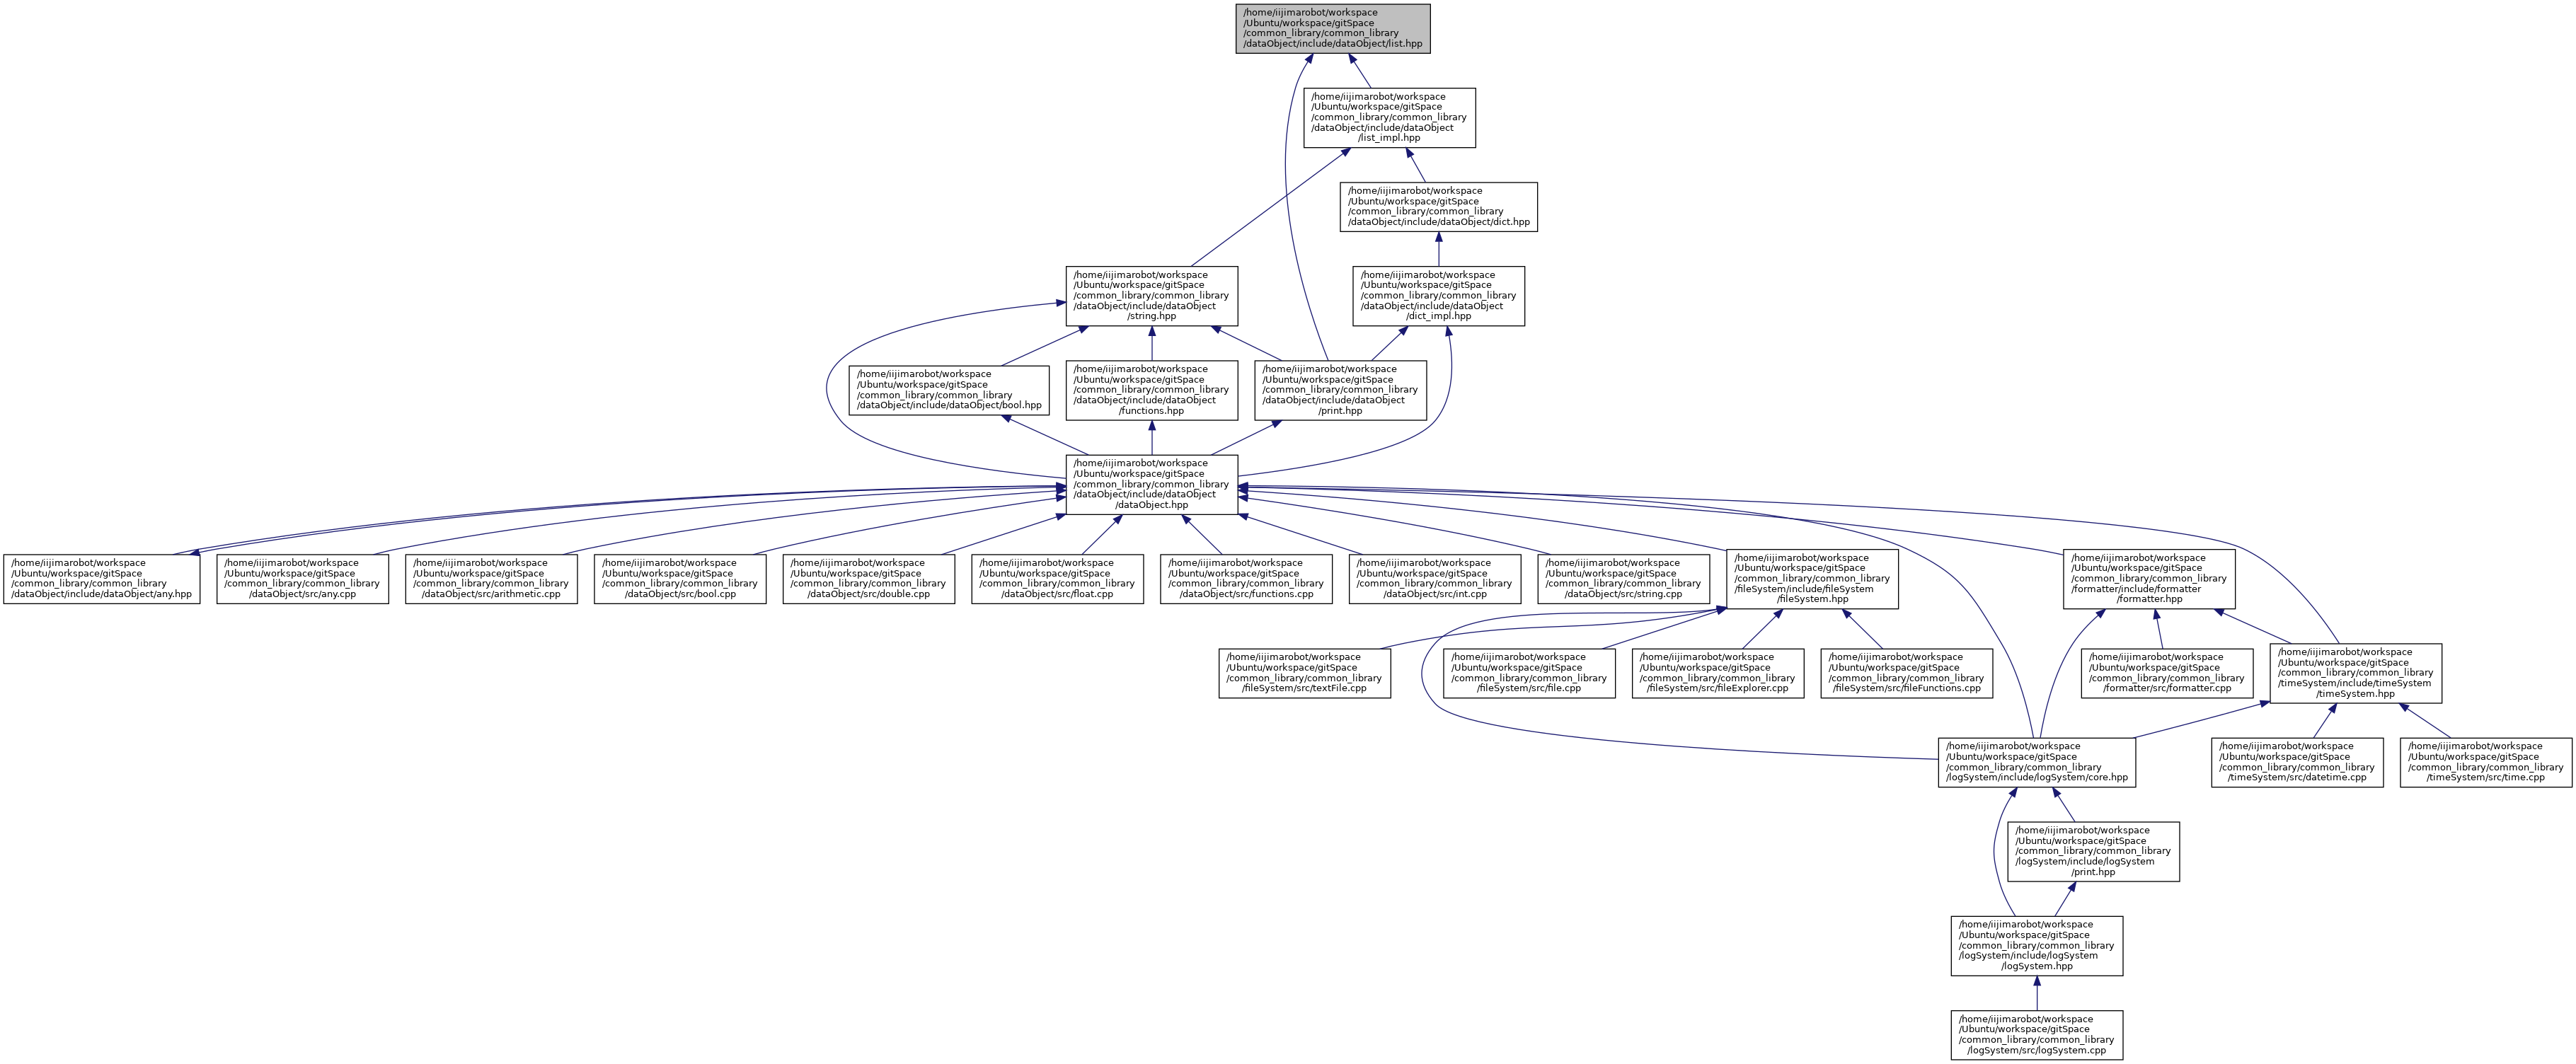 /home/iijimarobot/workspace
/Ubuntu/workspace/gitSpace
/common_library/common_library
/dataObject/include/dataObject/list.hpp
/home/iijimarobot/workspace
/Ubuntu/workspace/gitSpace
/common_library/common_library
/dataObject/include/dataObject
/list_impl.hpp
/home/iijimarobot/workspace
/Ubuntu/workspace/gitSpace
/common_library/common_library
/dataObject/include/dataObject/dict.hpp
/home/iijimarobot/workspace
/Ubuntu/workspace/gitSpace
/common_library/common_library
/dataObject/include/dataObject
/string.hpp
/home/iijimarobot/workspace
/Ubuntu/workspace/gitSpace
/common_library/common_library
/dataObject/include/dataObject
/dict_impl.hpp
/home/iijimarobot/workspace
/Ubuntu/workspace/gitSpace
/common_library/common_library
/dataObject/include/dataObject/bool.hpp
/home/iijimarobot/workspace
/Ubuntu/workspace/gitSpace
/common_library/common_library
/dataObject/include/dataObject
/functions.hpp
/home/iijimarobot/workspace
/Ubuntu/workspace/gitSpace
/common_library/common_library
/dataObject/include/dataObject
/print.hpp
/home/iijimarobot/workspace
/Ubuntu/workspace/gitSpace
/common_library/common_library
/dataObject/include/dataObject
/dataObject.hpp
/home/iijimarobot/workspace
/Ubuntu/workspace/gitSpace
/common_library/common_library
/dataObject/include/dataObject/any.hpp
/home/iijimarobot/workspace
/Ubuntu/workspace/gitSpace
/common_library/common_library
/dataObject/src/any.cpp
/home/iijimarobot/workspace
/Ubuntu/workspace/gitSpace
/common_library/common_library
/dataObject/src/arithmetic.cpp
/home/iijimarobot/workspace
/Ubuntu/workspace/gitSpace
/common_library/common_library
/dataObject/src/bool.cpp
/home/iijimarobot/workspace
/Ubuntu/workspace/gitSpace
/common_library/common_library
/dataObject/src/double.cpp
/home/iijimarobot/workspace
/Ubuntu/workspace/gitSpace
/common_library/common_library
/dataObject/src/float.cpp
/home/iijimarobot/workspace
/Ubuntu/workspace/gitSpace
/common_library/common_library
/dataObject/src/functions.cpp
/home/iijimarobot/workspace
/Ubuntu/workspace/gitSpace
/common_library/common_library
/dataObject/src/int.cpp
/home/iijimarobot/workspace
/Ubuntu/workspace/gitSpace
/common_library/common_library
/dataObject/src/string.cpp
/home/iijimarobot/workspace
/Ubuntu/workspace/gitSpace
/common_library/common_library
/fileSystem/include/fileSystem
/fileSystem.hpp
/home/iijimarobot/workspace
/Ubuntu/workspace/gitSpace
/common_library/common_library
/formatter/include/formatter
/formatter.hpp
/home/iijimarobot/workspace
/Ubuntu/workspace/gitSpace
/common_library/common_library
/fileSystem/src/textFile.cpp
/home/iijimarobot/workspace
/Ubuntu/workspace/gitSpace
/common_library/common_library
/fileSystem/src/file.cpp
/home/iijimarobot/workspace
/Ubuntu/workspace/gitSpace
/common_library/common_library
/fileSystem/src/fileExplorer.cpp
/home/iijimarobot/workspace
/Ubuntu/workspace/gitSpace
/common_library/common_library
/fileSystem/src/fileFunctions.cpp
/home/iijimarobot/workspace
/Ubuntu/workspace/gitSpace
/common_library/common_library
/formatter/src/formatter.cpp
/home/iijimarobot/workspace
/Ubuntu/workspace/gitSpace
/common_library/common_library
/timeSystem/include/timeSystem
/timeSystem.hpp
/home/iijimarobot/workspace
/Ubuntu/workspace/gitSpace
/common_library/common_library
/logSystem/include/logSystem/core.hpp
/home/iijimarobot/workspace
/Ubuntu/workspace/gitSpace
/common_library/common_library
/timeSystem/src/datetime.cpp
/home/iijimarobot/workspace
/Ubuntu/workspace/gitSpace
/common_library/common_library
/timeSystem/src/time.cpp
/home/iijimarobot/workspace
/Ubuntu/workspace/gitSpace
/common_library/common_library
/logSystem/include/logSystem
/print.hpp
/home/iijimarobot/workspace
/Ubuntu/workspace/gitSpace
/common_library/common_library
/logSystem/include/logSystem
/logSystem.hpp
/home/iijimarobot/workspace
/Ubuntu/workspace/gitSpace
/common_library/common_library
/logSystem/src/logSystem.cpp